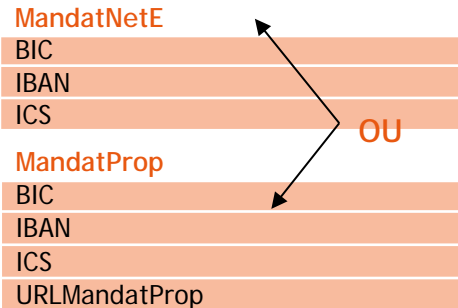 MandatNetE
BIC
IBAN
ICS
OU
MandatProp
BIC
IBAN
ICS
URLMandatProp